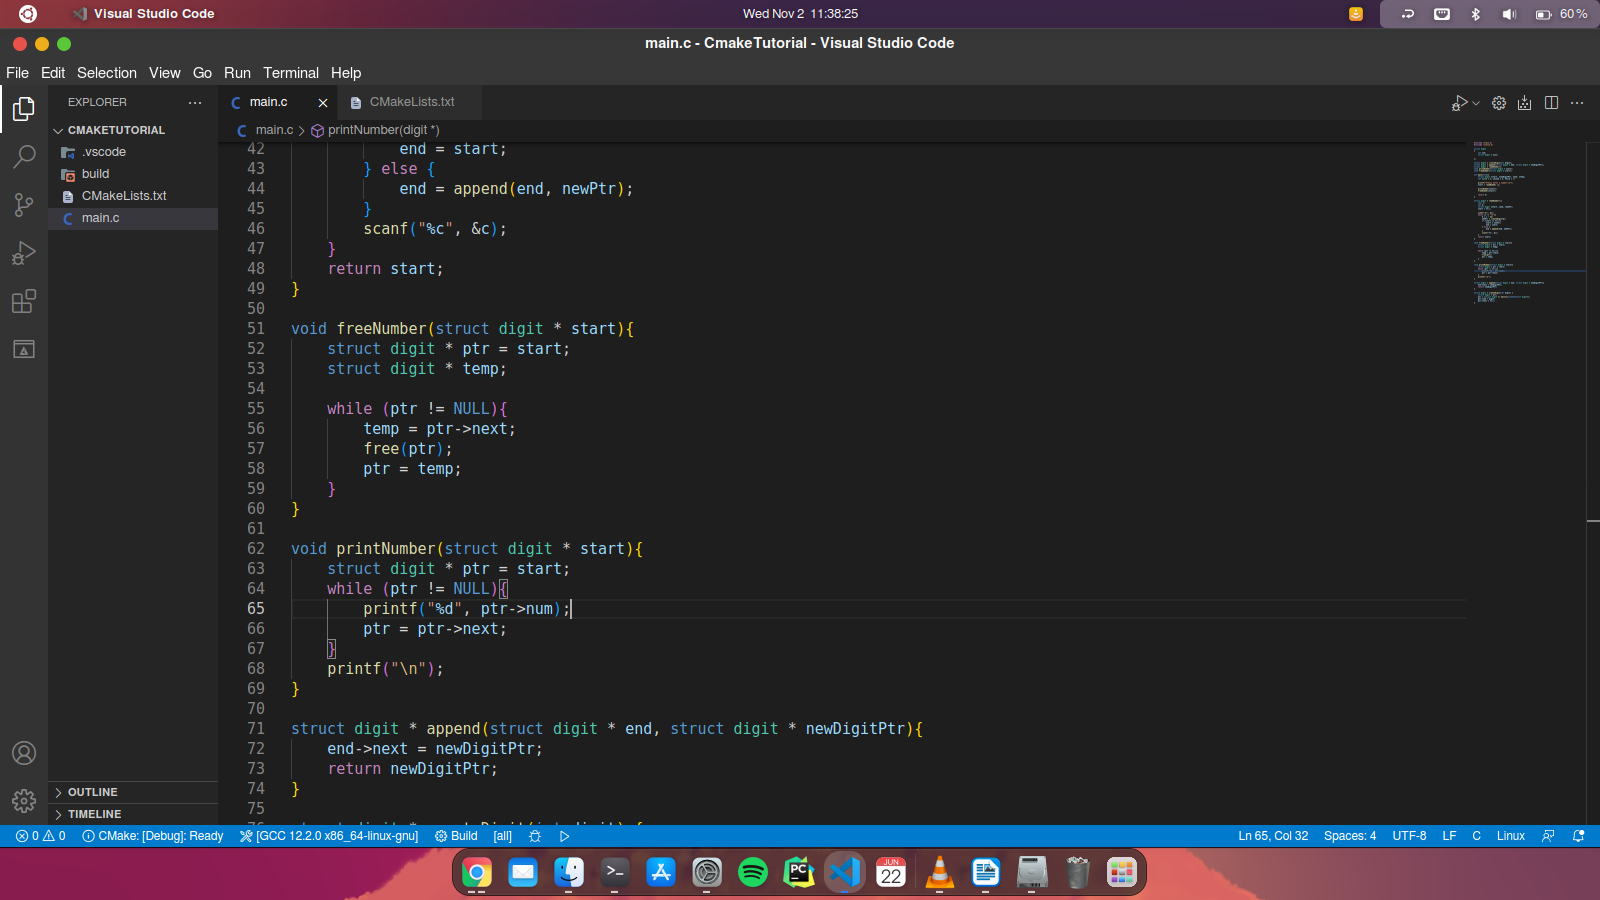 Visual Studio Code
Wed Nov 2 11:38:25
60 %
main.c - CmakeTutorial - Visual Studio Code
File Edit Selection View Go Run Terminal Help
EXPLORER
main.c
CMakeLists.txt
CMAKETUTORIAL
main.c > printNumber(digit *)
.vscode
build
CMakeLists.txt
main.c
42 end = start;
43 } else {
44 end = append(end, newPtr);
45 }
46 scanf("%c", &c);
47 }
48 return start;
49 }
50
51 void freeNumber(struct digit * start){
52 struct digit * ptr = start;
53 struct digit * temp;
54
55 while (ptr != NULL){
56 temp = ptr->next;
57 free(ptr);
58 ptr = temp;
59 }
60 }
61
62 void printNumber(struct digit * start){
63 struct digit * ptr = start;
64 while (ptr != NULL){
65 printf("%d", ptr->num);
66 ptr = ptr->next;
67 }
68 printf("\n");
69 }
70
71 struct digit * append(struct digit * end, struct digit * newDigitPtr){
72 end->next = newDigitPtr;
73 return newDigitPtr;
74 }
75
OUTLINE
TIMELINE
0 0 CMake: [Debug]: Ready [GCC 12.2.0 x86_64-linux-gnu] Build [all] Ln 65, Col 32 Spaces: 4 UTF-8 LF C Linux
PC
JUN
22